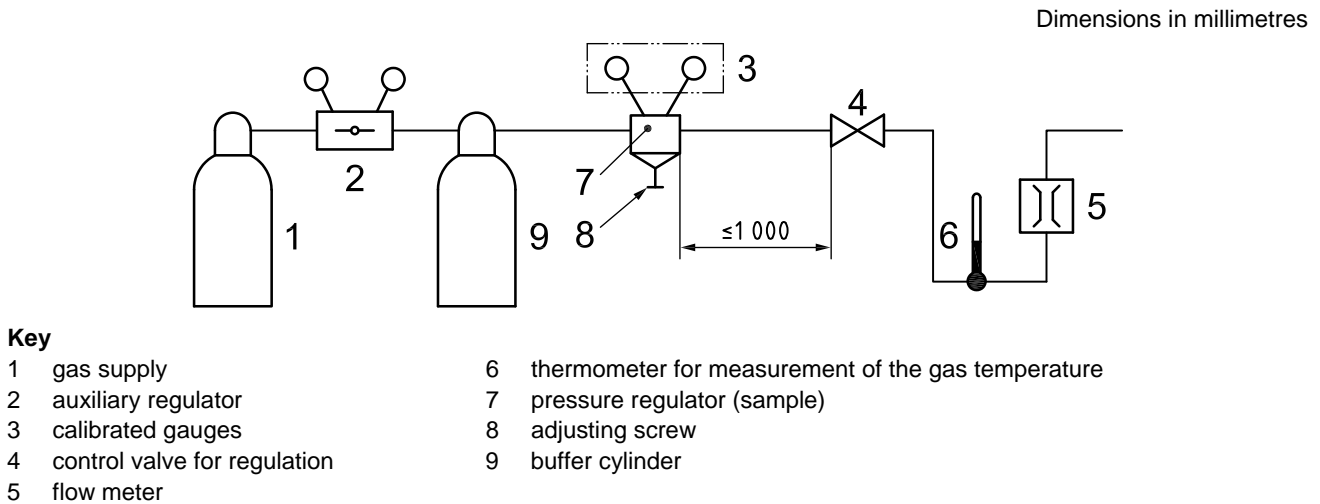 Dimensions in millimetres
3
4
2
7
5
1
9
8
≤1 000
6
Key
1 gas supply
2 auxiliary regulator
3 calibrated gauges
4 control valve for regulation
5 flow meter
6 thermometer for measurement of the gas temperature
7 pressure regulator (sample)
8 adjusting screw
9 buffer cylinder